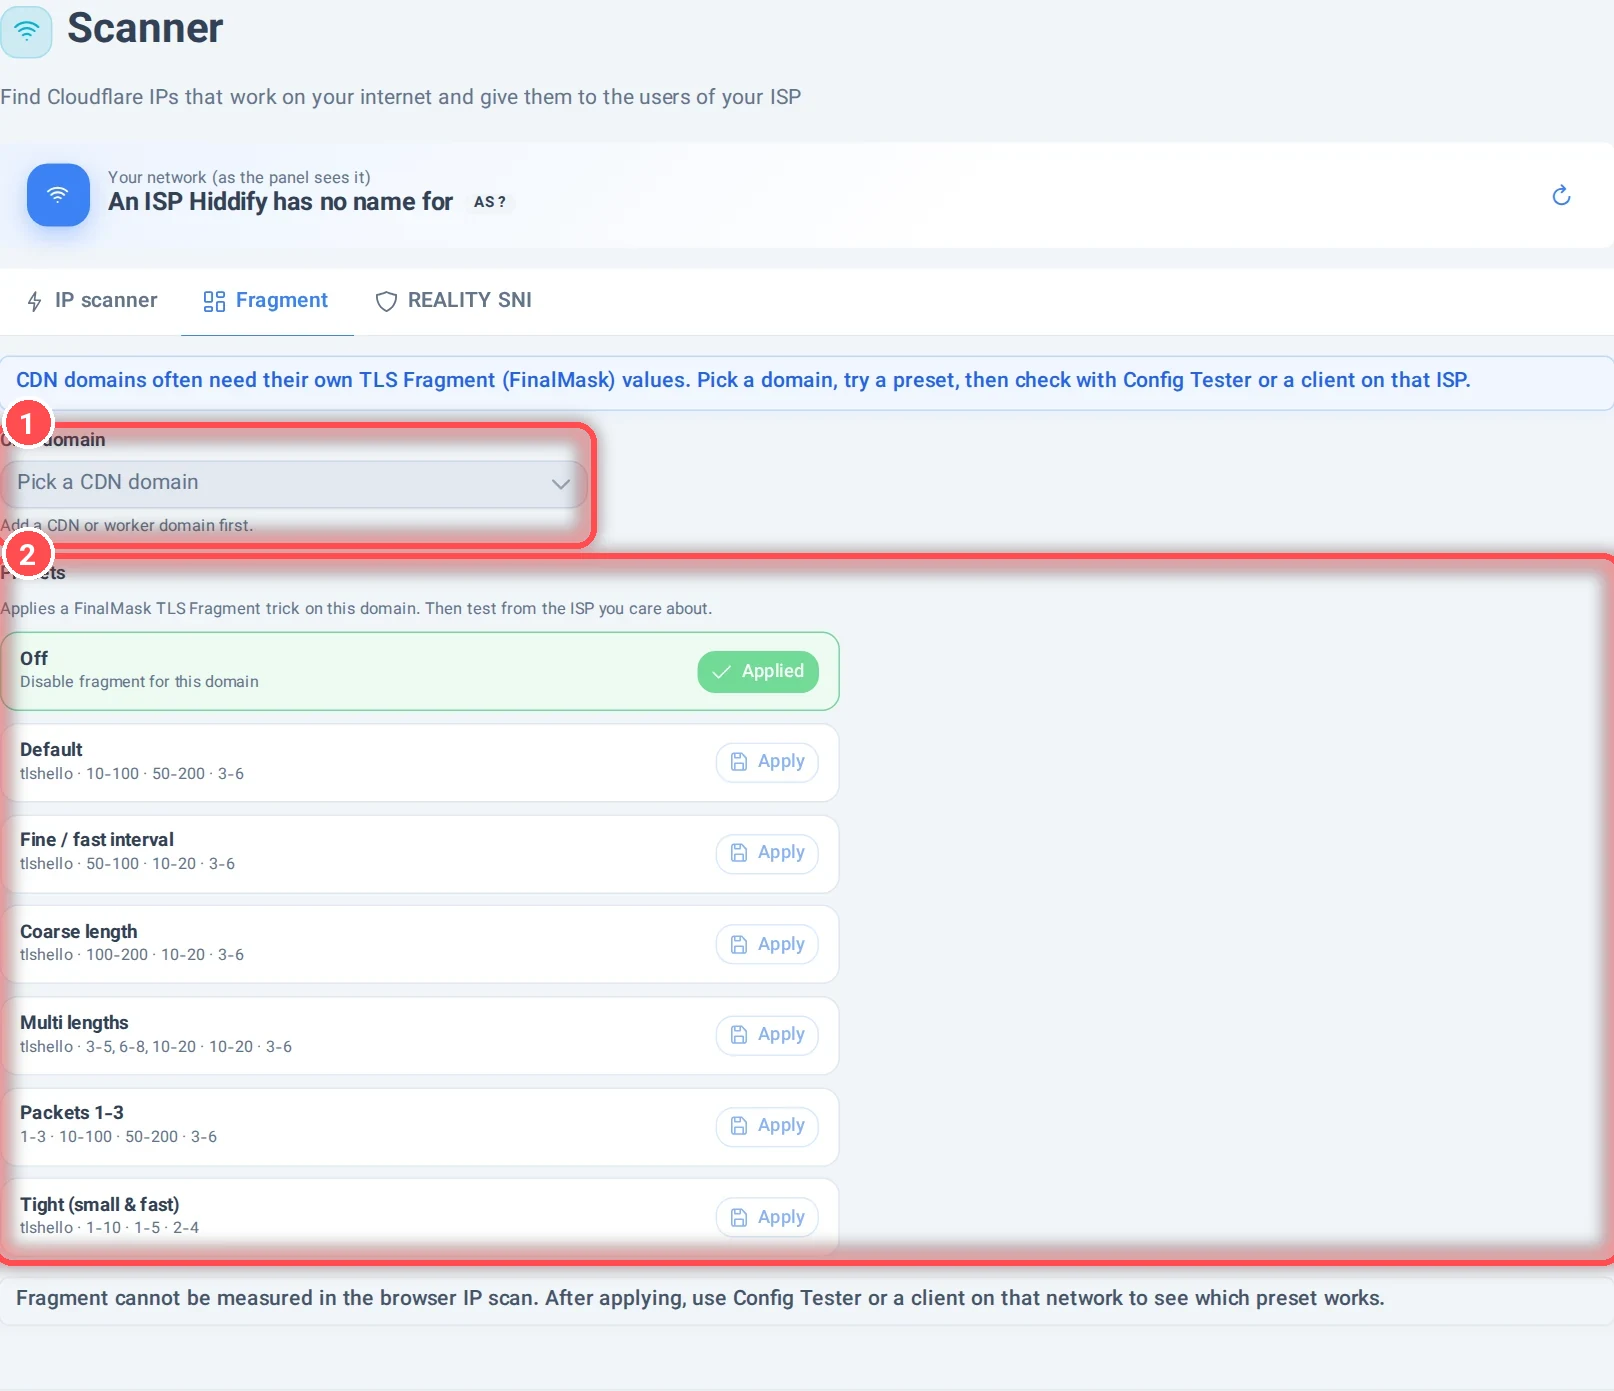 Scanner
Find Cloudflare IPs that work on your internet and give them to the users of your ISP
Your network (as the panel sees it)
An ISP Hiddify has no name for AS ?
IP scanner Fragment REALITY SNI
CDN domains often need their own TLS Fragment (FinalMask) values. Pick a domain, try a preset, then check with Config Tester or a client on that ISP.
1
domain
Pick a CDN domain
Add a CDN or worker domain first.
2
Applies a FinalMask TLS Fragment trick on this domain. Then test from the ISP you care about.
Off
Disable fragment for this domain
Applied
Default
tlshello · 10-100 · 50-200 · 3-6
Apply
Fine / fast interval
tlshello · 50-100 · 10-20 · 3-6
Apply
Coarse length
tlshello · 100-200 · 10-20 · 3-6
Apply
Multi lengths
tlshello · 3-5, 6-8, 10-20 · 10-20 · 3-6
Apply
Packets 1-3
1-3 · 10-100 · 50-200 · 3-6
Apply
Tight (small & fast)
tlshello · 1-10 · 1-5 · 2-4
Apply
Fragment cannot be measured in the browser IP scan. After applying, use Config Tester or a client on that network to see which preset works.